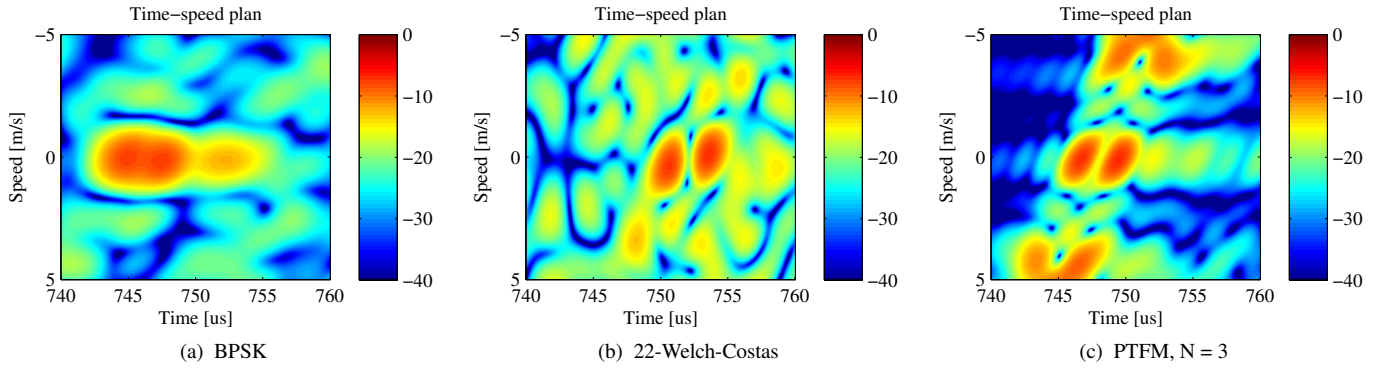 Time−speed plan
−5
0
5
Speed [m/s]
740 745 750 755 760
Time [us]
0
−10
−20
−30
−40
(a) BPSK
Time−speed plan
−5
0
5
Speed [m/s]
740 745 750 755 760
Time [us]
0
−10
−20
−30
−40
(b) 22-Welch-Costas
Time−speed plan
−5
0
5
Speed [m/s]
740 745 750 755 760
Time [us]
0
−10
−20
−30
−40
(c) PTFM, N = 3